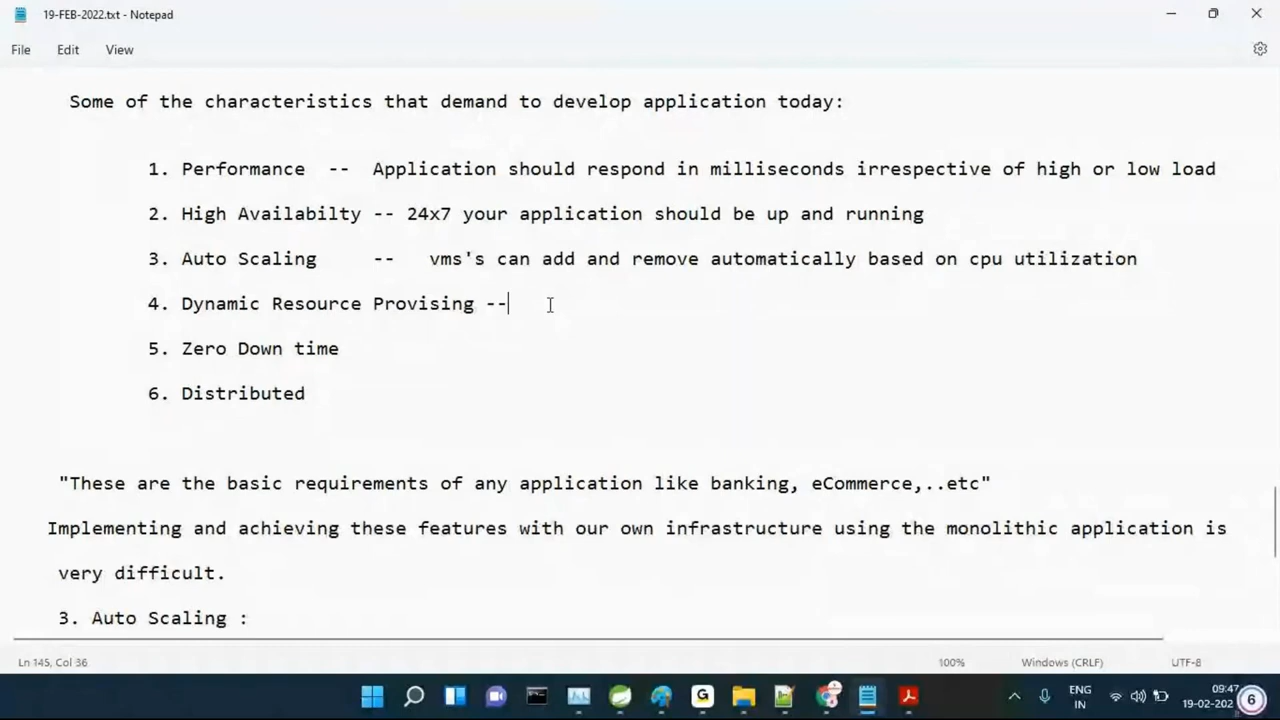 19-FEB-2022.txt - Notepad
File Edit View
Some of the characteristics that demand to develop application today:
1. Performance -- Application should respond in milliseconds irrespective of high or low load
2. High Availabilty -- 24x7 your application should be up and running
3. Auto Scaling -- vms's can add and remove automatically based on cpu utilization
4. Dynamic Resource Provising --
5. Zero Down time
6. Distributed
"These are the basic requirements of any application like banking, eCommerce,..etc"
Implementing and achieving these features with our own infrastructure using the monolithic application is
very difficult.
3. Auto Scaling :
Ln 145, Col 36 100% Windows (CRLF) UTF-8
ENG 09:47
IN 19-02-202 6